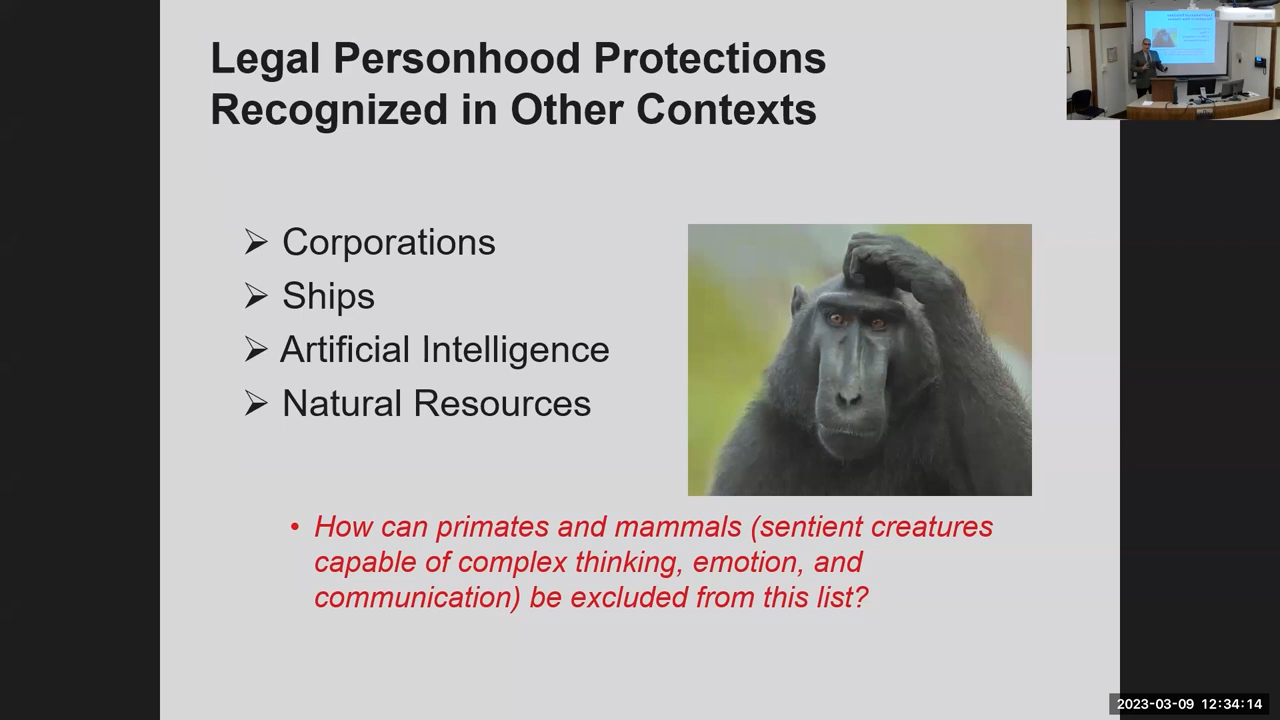 Legal Personhood Protections
Recognized in Other Contexts
➢ Corporations
➢ Ships
➢ Artificial Intelligence
➢ Natural Resources
• How can primates and mammals (sentient creatures
capable of complex thinking, emotion, and
communication) be excluded from this list?
2023-03-09 12:34:14